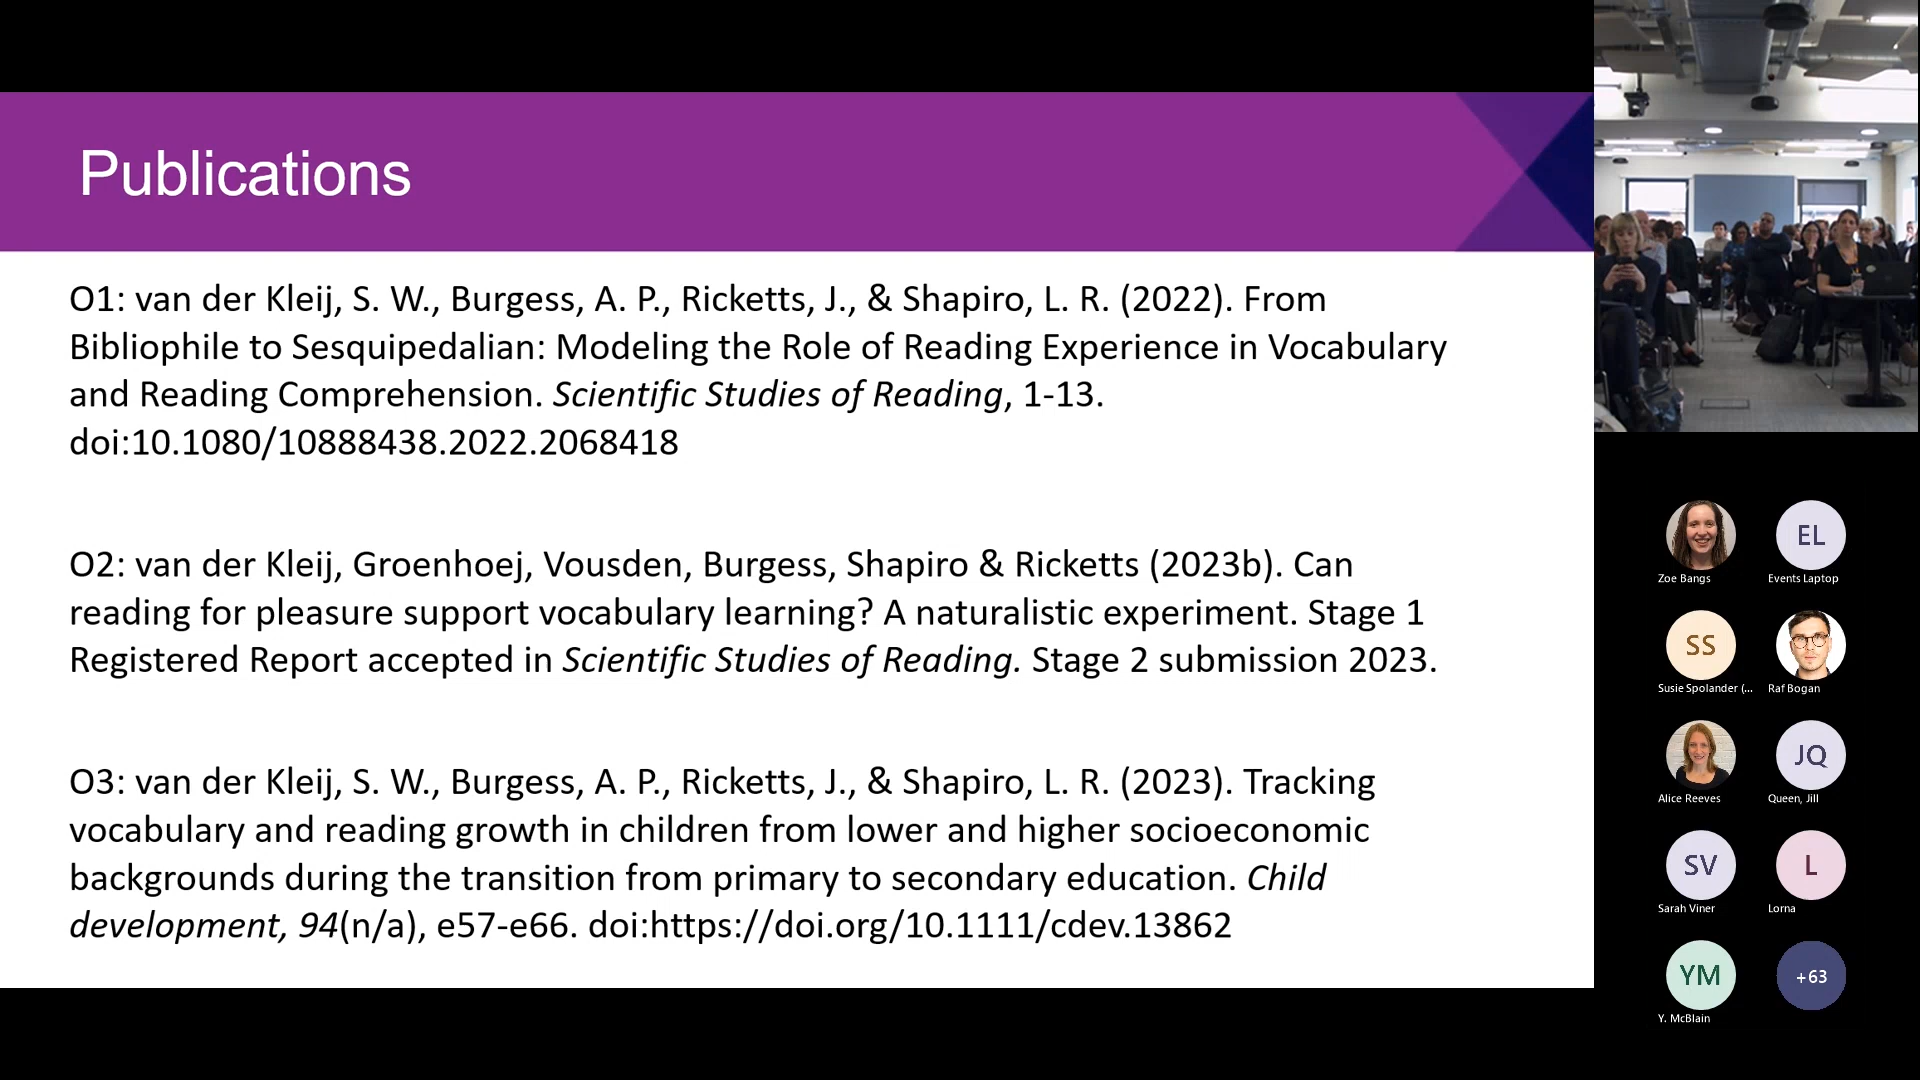 Publications
O1: van der Kleij, S. W., Burgess, A. P., Ricketts, J., & Shapiro, L. R. (2022). From
Bibliophile to Sesquipedalian: Modeling the Role of Reading Experience in Vocabulary
and Reading Comprehension. Scientific Studies of Reading, 1-13.
doi:10.1080/10888438.2022.2068418
O2: van der Kleij, Groenhoej, Vousden, Burgess, Shapiro & Ricketts (2023b). Can
reading for pleasure support vocabulary learning? A naturalistic experiment. Stage 1
Registered Report accepted in Scientific Studies of Reading. Stage 2 submission 2023.
O3: van der Kleij, S. W., Burgess, A. P., Ricketts, J., & Shapiro, L. R. (2023). Tracking
vocabulary and reading growth in children from lower and higher socioeconomic
backgrounds during the transition from primary to secondary education. Child
development, 94(n/a), e57-e66. doi:https://doi.org/10.1111/cdev.13862
EL
Zoe Bangs
Events Laptop
SS
Susie Spolander (...
Raf Bogan
JQ
Alice Reeves
Queen, Jill
SV
L
Sarah Viner
Lorna
YM
+63
Y. McBlain